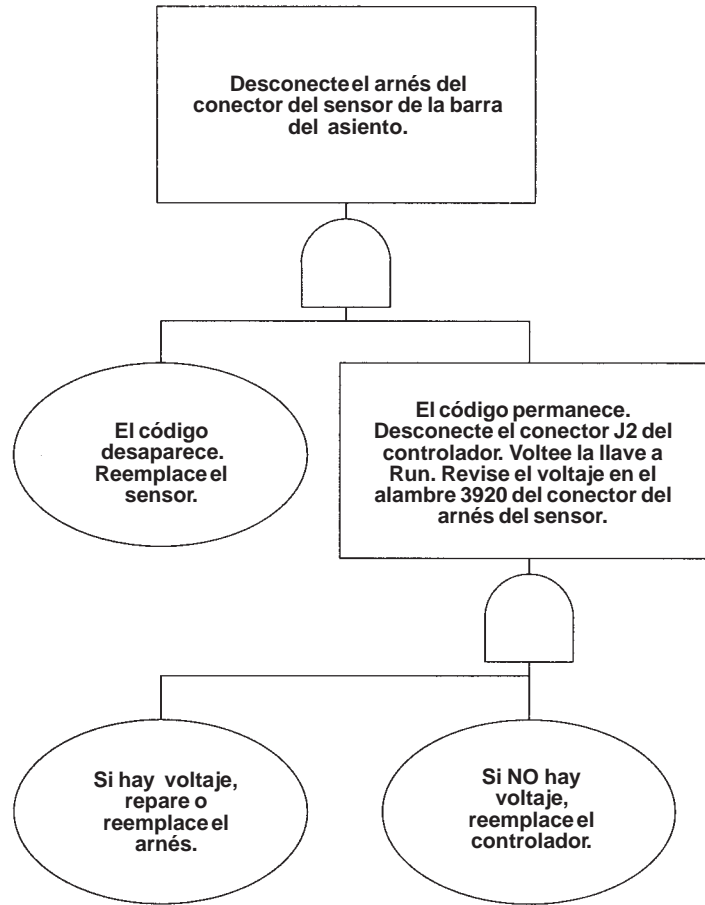 Desconecte el arnés del
conector del sensor de la barra
del asiento.
El código
desaparece.
Reemplace el
sensor.
El código permanece.
Desconecte el conector J2 del
controlador. Voltee la llave a
Run. Revise el voltaje en el
alambre 3920 del conector del
arnés del sensor.
Si hay voltaje,
repare o
reemplace el
arnés.
Si NO hay
voltaje,
reemplace el
controlador.